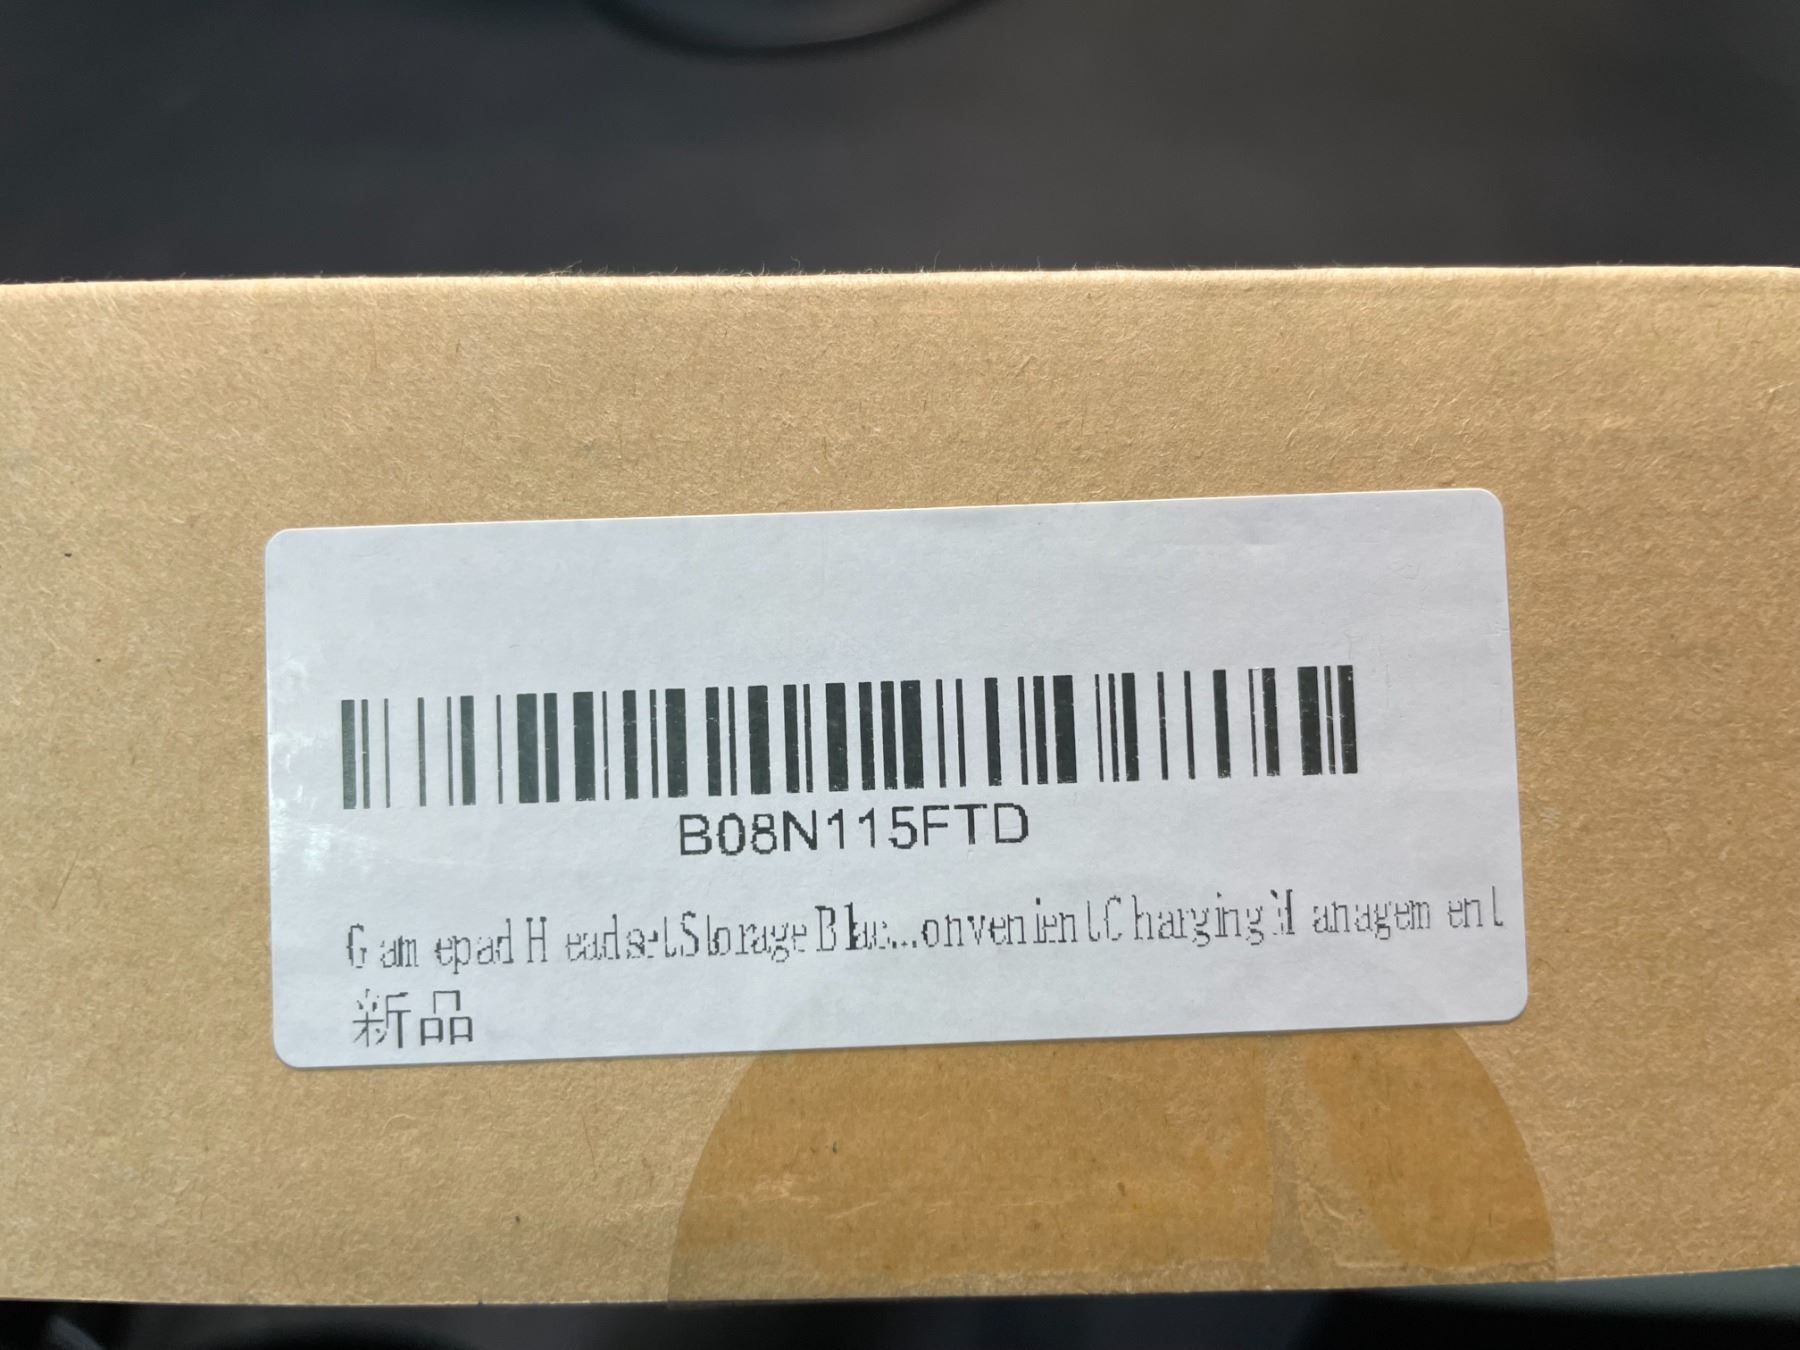 B08N115FTD
Gamepad Headset Storage Blac...onvenient Charging Management
新品